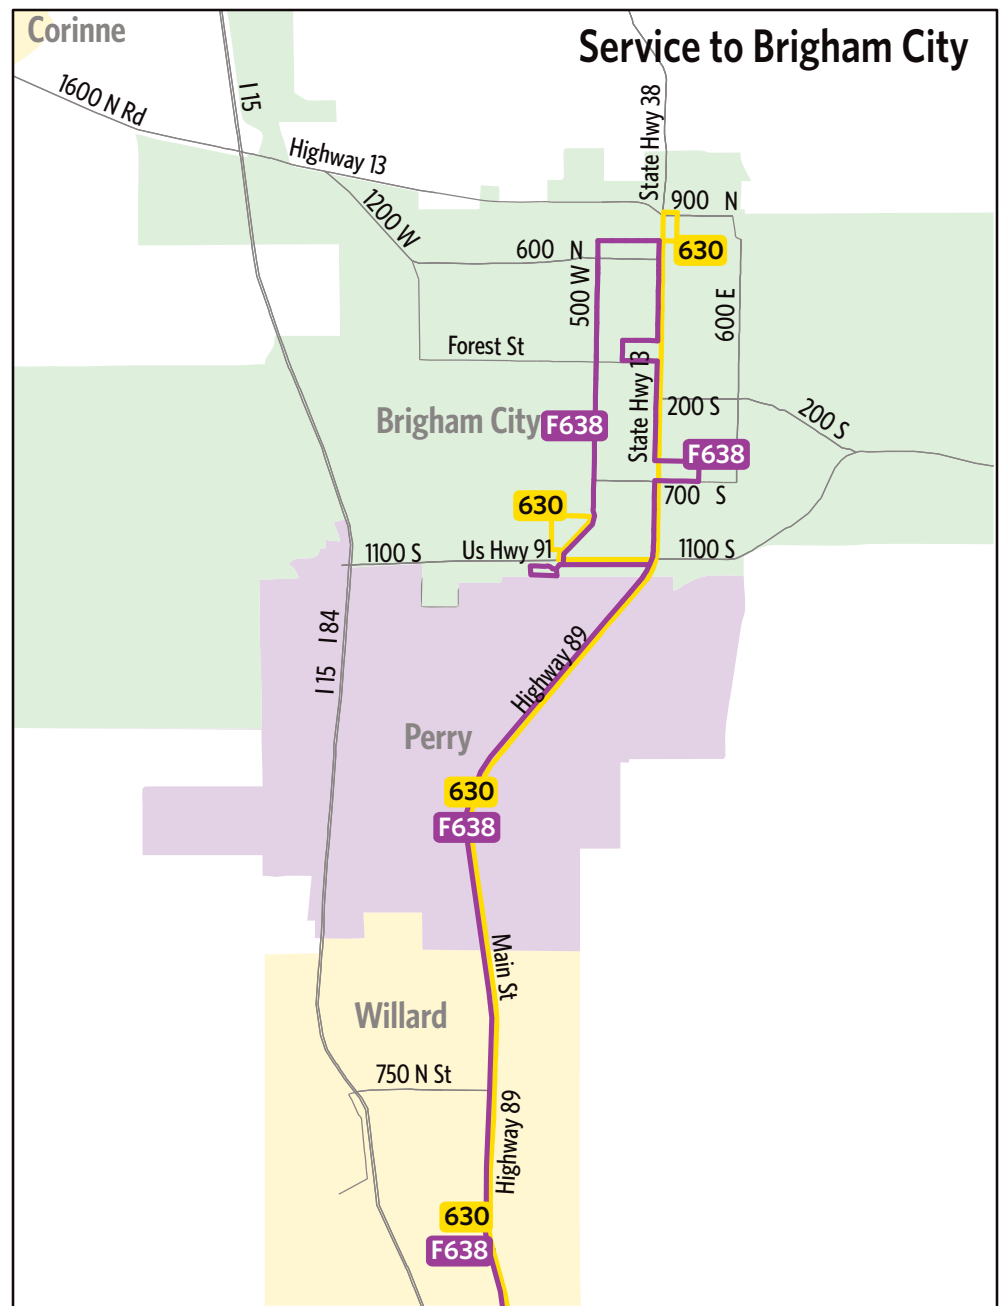 Corinne
Service to Brigham City
I 15
1600 N Rd
State Hwy 38
Highway 13
900 N
1200 W
600 N
630
500 W
600 E
Forest St
State Hwy 13
200 S
200 S
Brigham City
F638
F638
700 S
630
1100 S
Us Hwy 91
1100 S
I 84
I 15
Highway 89
Perry
630
F638
Main St
Willard
750 N St
Highway 89
630
F638